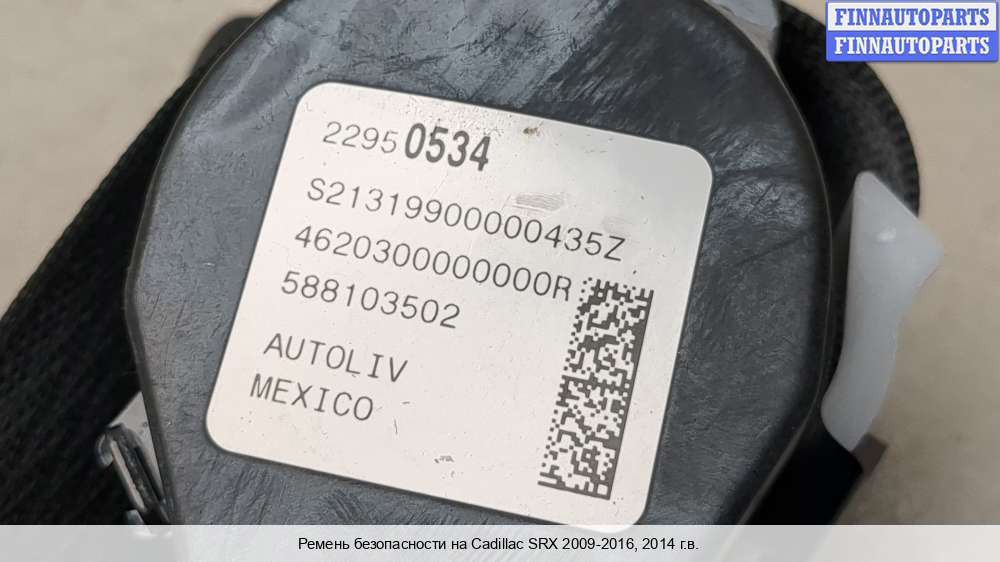 FINNAUTOPARTS
FINNAUTOPARTS
22950534
S21319900000435Z
4620300000000R
588103502
AUTOLIV
MEXICO
Ремень безопасности на Cadillac SRX 2009-2016, 2014 г.в.